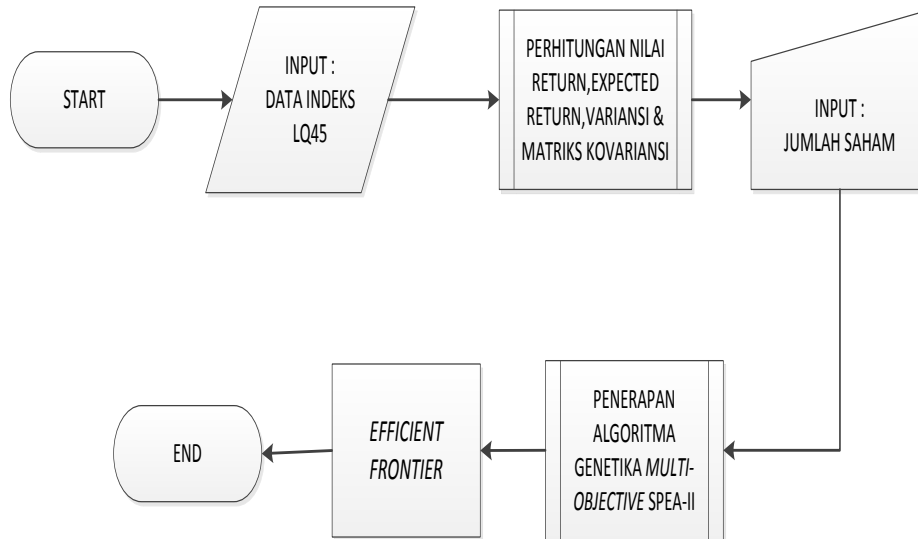 START
INPUT :
DATA INDEKS
LQ45
PERHITUNGAN NILAI
RETURN,EXPECTED
RETURN,VARIANSI &
MATRIKS KOVARIANSI
INPUT :
JUMLAH SAHAM
PENERAPAN
ALGORITMA
GENETIKA MULTI-
OBJECTIVE SPEA-II
EFFICIENT
FRONTIER
END